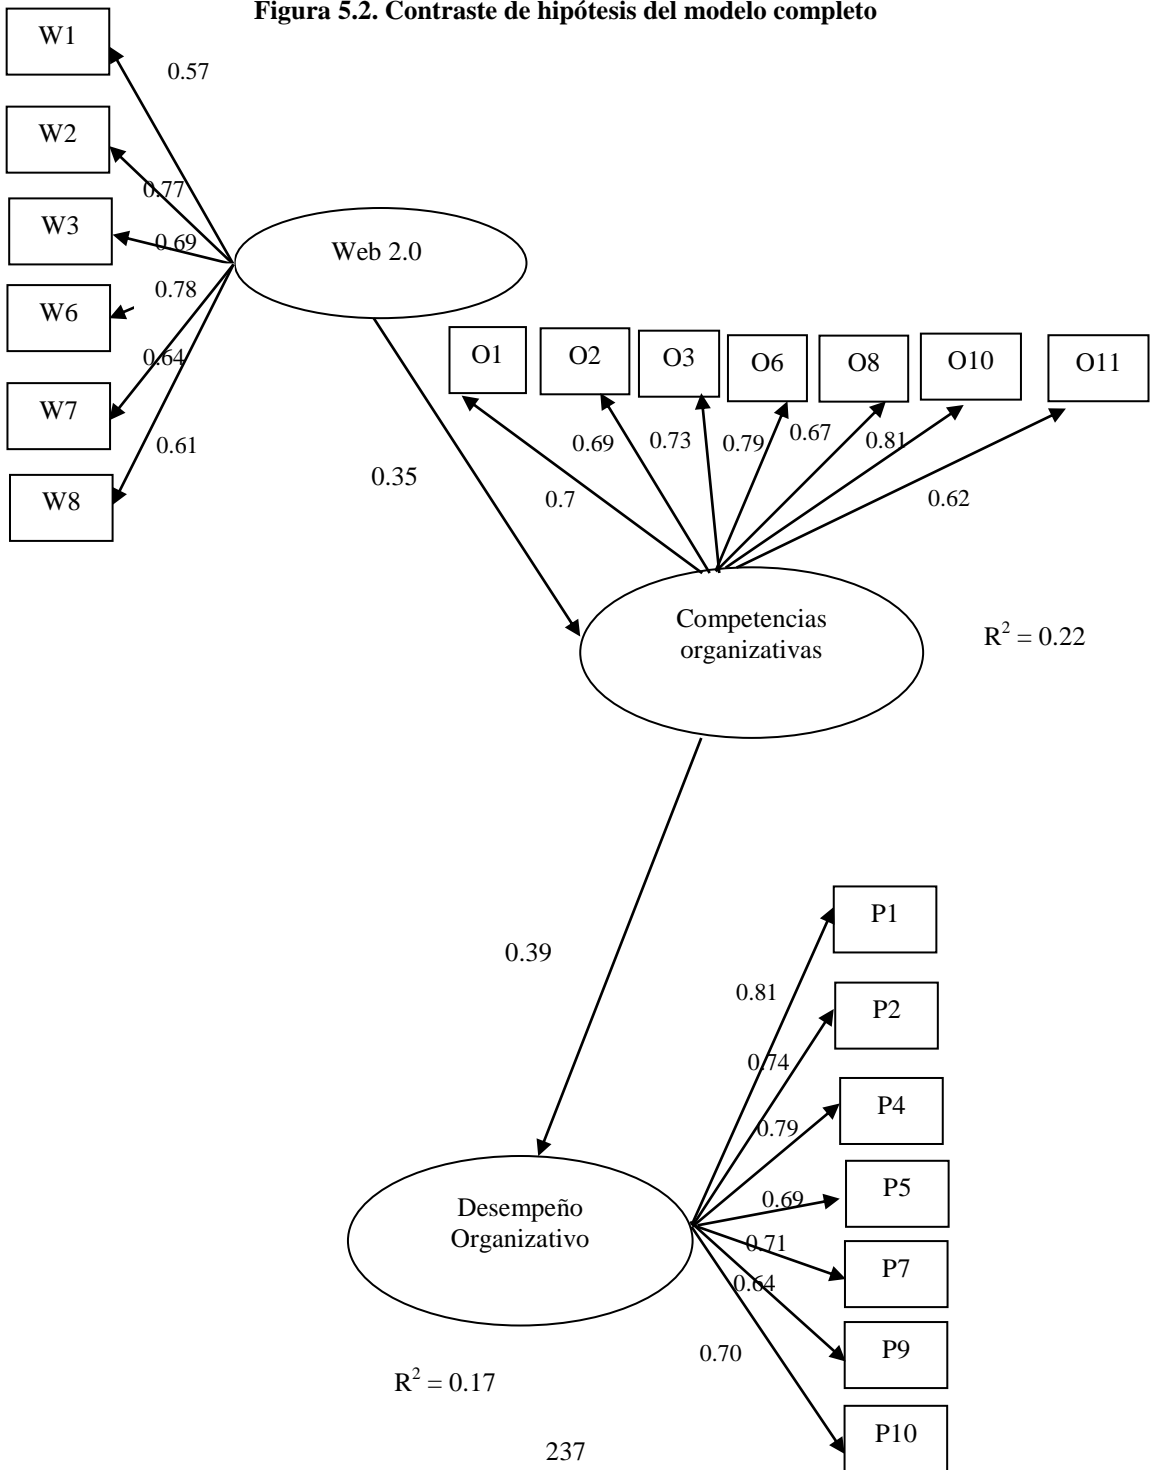 Figura 5.2. Contraste de hipótesis del modelo completo
W1
0.57
W2
0.77
W3
0.69
W6
0.78
W7
0.64
W8
0.61
Web 2.0
0.35
O1
O2
O3
O6
O8
O10
O11
0.7
0.69
0.73
0.79
0.67
0.81
0.62
Competencias
organizativas
R² = 0.22
0.39
P1
0.81
P2
0.74
P4
0.79
P5
0.69
P7
0.71
P9
0.64
P10
0.70
Desempeño
Organizativo
R² = 0.17
237